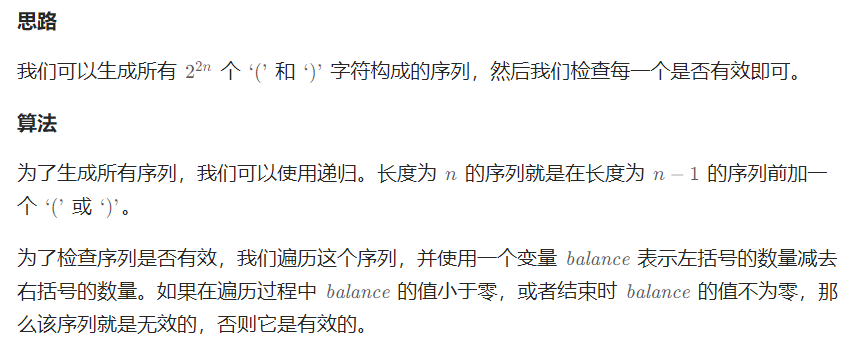 思路
我们可以生成所有 2²ⁿ 个 ‘(’ 和 ‘)’ 字符构成的序列，然后我们检查每一个是否有效即可。
算法
为了生成所有序列，我们可以使用递归。长度为 n 的序列就是在长度为 n − 1 的序列前加一
个 ‘(’ 或 ‘)’。
为了检查序列是否有效，我们遍历这个序列，并使用一个变量 balance 表示左括号的数量减去
右括号的数量。如果在遍历过程中 balance 的值小于零，或者结束时 balance 的值不为零，那
么该序列就是无效的，否则它是有效的。